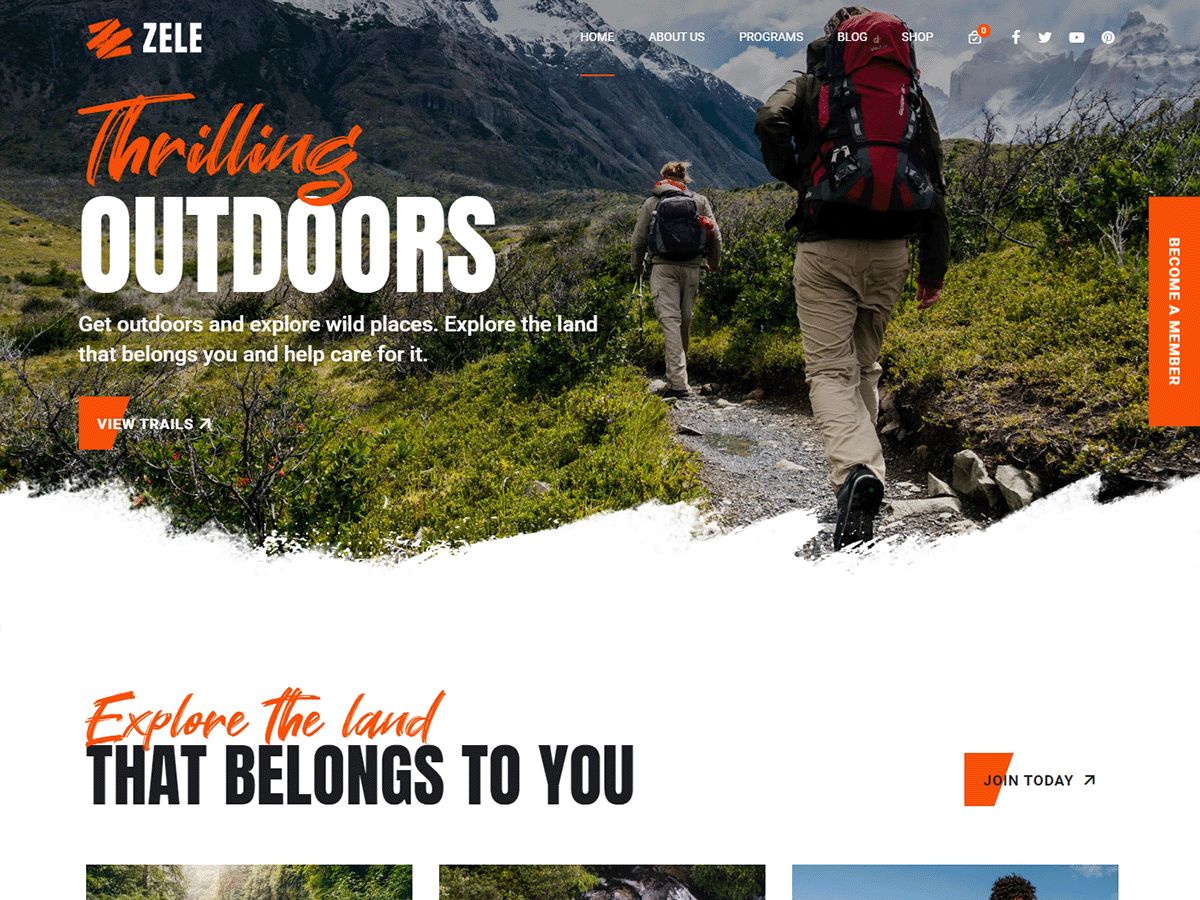 ZELE
HOME ABOUT US PROGRAMS BLOG SHOP 0
Thrilling
OUTDOORS
Get outdoors and explore wild places. Explore the land
that belongs you and help care for it.
VIEW TRAILS
BECOME A MEMBER
Explore the land
THAT BELONGS TO YOU
JOIN TODAY